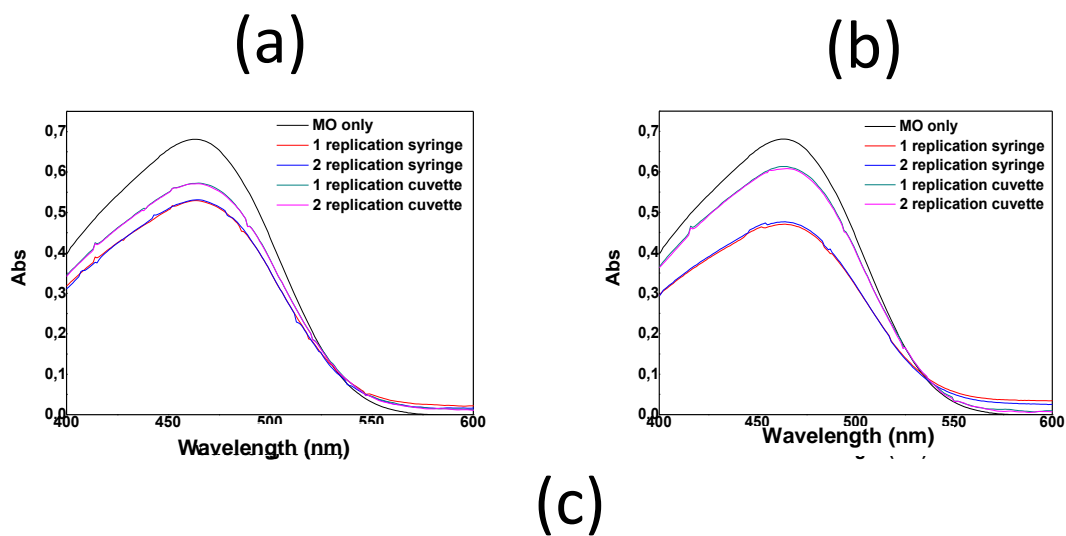 (a)
(b)
0,7
0,6
0,5
0,4
0,3
0,2
0,1
0,0
Abs
MO only
1 replication syringe
2 replication syringe
1 replication cuvette
2 replication cuvette
400 450 500 550 600
Wavelength (nm)
0,7
0,6
0,5
0,4
0,3
0,2
0,1
0,0
Abs
MO only
1 replication syringe
2 replication syringe
1 replication cuvette
2 replication cuvette
400 450 500 550 600
Wavelength (nm)
(c)